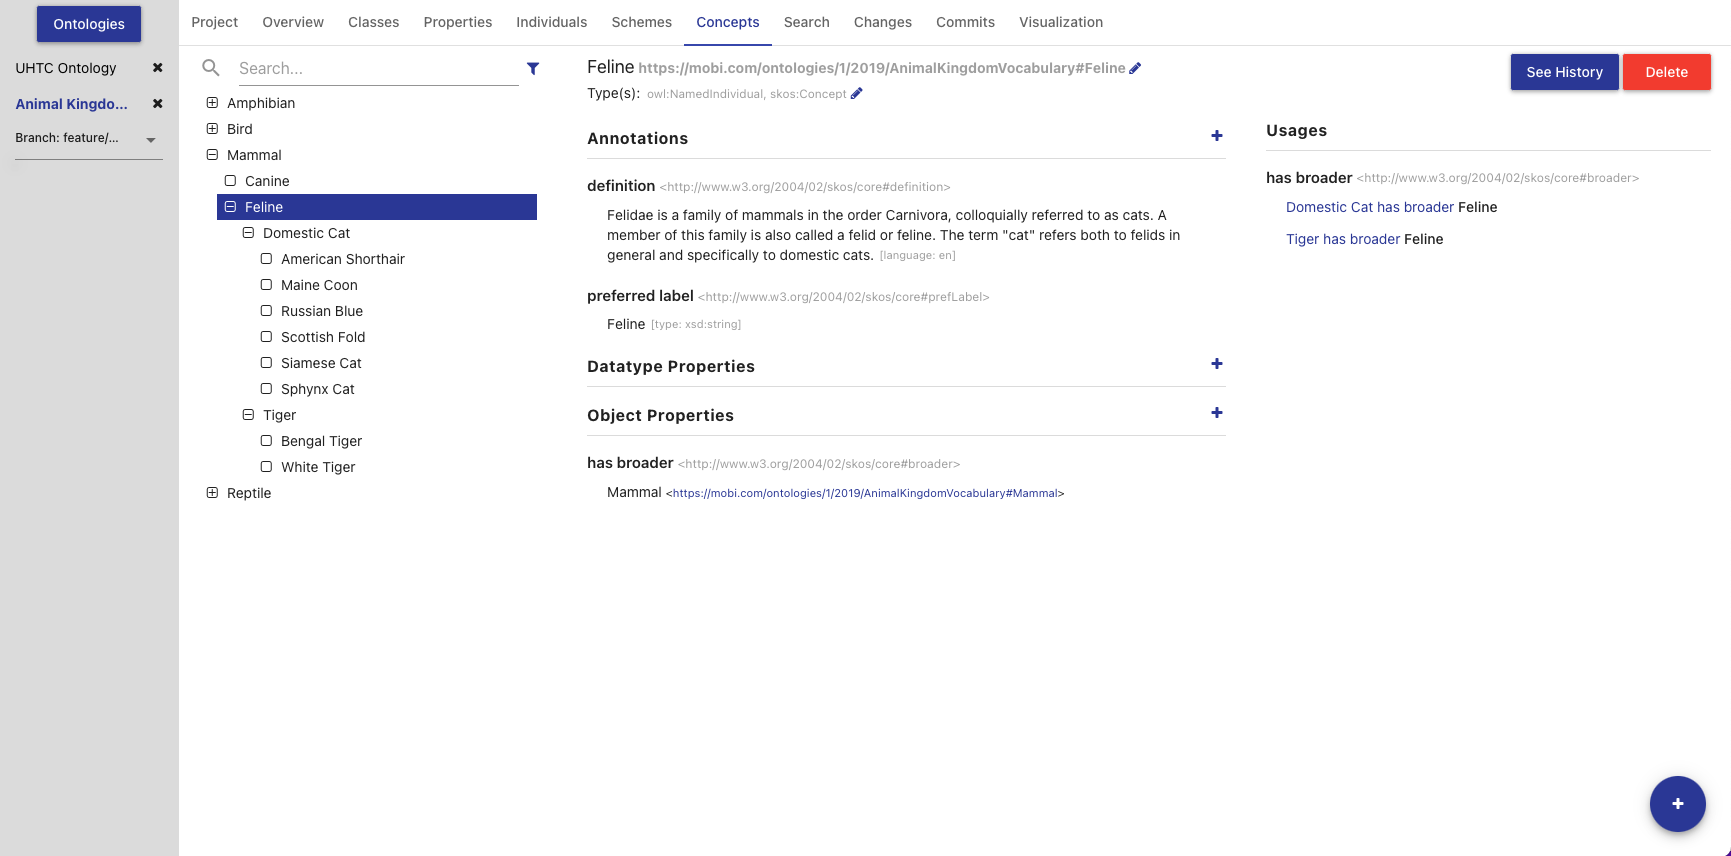 Ontologies
UHTC Ontology
Animal Kingdo...
Branch: feature/...
Project Overview Classes Properties Individuals Schemes Concepts Search Changes Commits Visualization
Search...
Amphibian
Bird
Mammal
Canine
Feline
Domestic Cat
American Shorthair
Maine Coon
Russian Blue
Scottish Fold
Siamese Cat
Sphynx Cat
Tiger
Bengal Tiger
White Tiger
Reptile
Feline https://mobi.com/ontologies/1/2019/AnimalKingdomVocabulary#Feline
Type(s): owl:NamedIndividual, skos:Concept
See History Delete
Annotations
definition <http://www.w3.org/2004/02/skos/core#definition>
Felidae is a family of mammals in the order Carnivora, colloquially referred to as cats. A
member of this family is also called a felid or feline. The term "cat" refers both to felids in
general and specifically to domestic cats. [language: en]
preferred label <http://www.w3.org/2004/02/skos/core#prefLabel>
Feline [type: xsd:string]
Datatype Properties
Object Properties
has broader <http://www.w3.org/2004/02/skos/core#broader>
Mammal <https://mobi.com/ontologies/1/2019/AnimalKingdomVocabulary#Mammal>
Usages
has broader <http://www.w3.org/2004/02/skos/core#broader>
Domestic Cat has broader Feline
Tiger has broader Feline